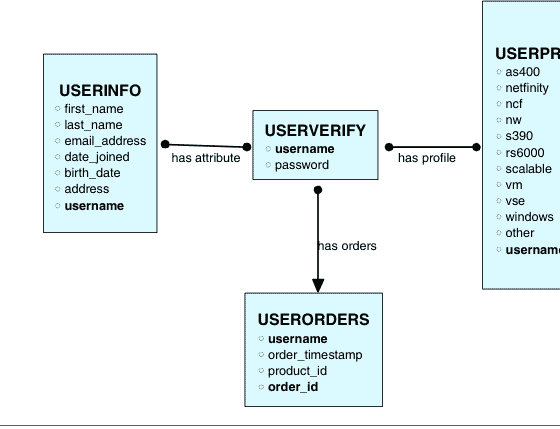 USERINFO
first_name
last_name
email_address
date_joined
birth_date
address
username
has attribute
USERVERIFY
username
password
has profile
USERPR
as400
netfinity
ncf
nw
s390
rs6000
scalable
vm
vse
windows
other
username
has orders
USERORDERS
username
order_timestamp
product_id
order_id